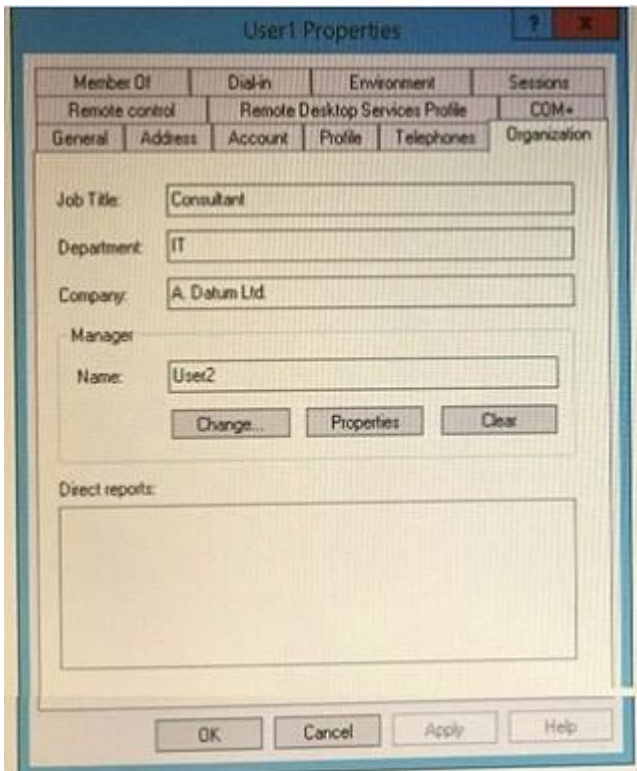 User1 Properties
?
x
Member Of Dial-in Environment Sessions
Remote control Remote Desktop Services Profile COM+
General Address Account Profile Telephones Organization
Job Title: Consultant
Department: IT
Company: A. Datum Ltd.
Manager
Name: User2
Change... Properties Clear
Direct reports:
OK Cancel Apply Help